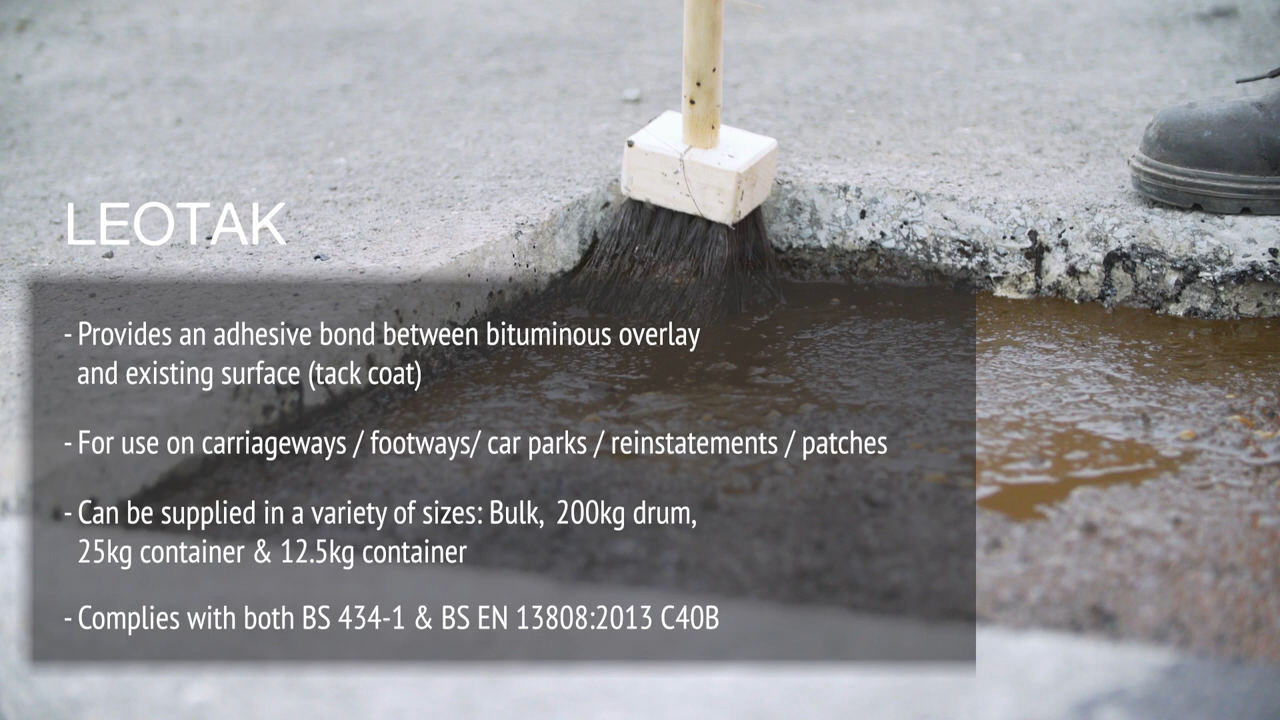 LEOTAK
- Provides an adhesive bond between bituminous overlay
and existing surface (tack coat)
- For use on carriageways / footways/ car parks / reinstatements / patches
- Can be supplied in a variety of sizes: Bulk,  200kg drum,
25kg container & 12.5kg container
- Complies with both BS 434-1 & BS EN 13808:2013 C40B